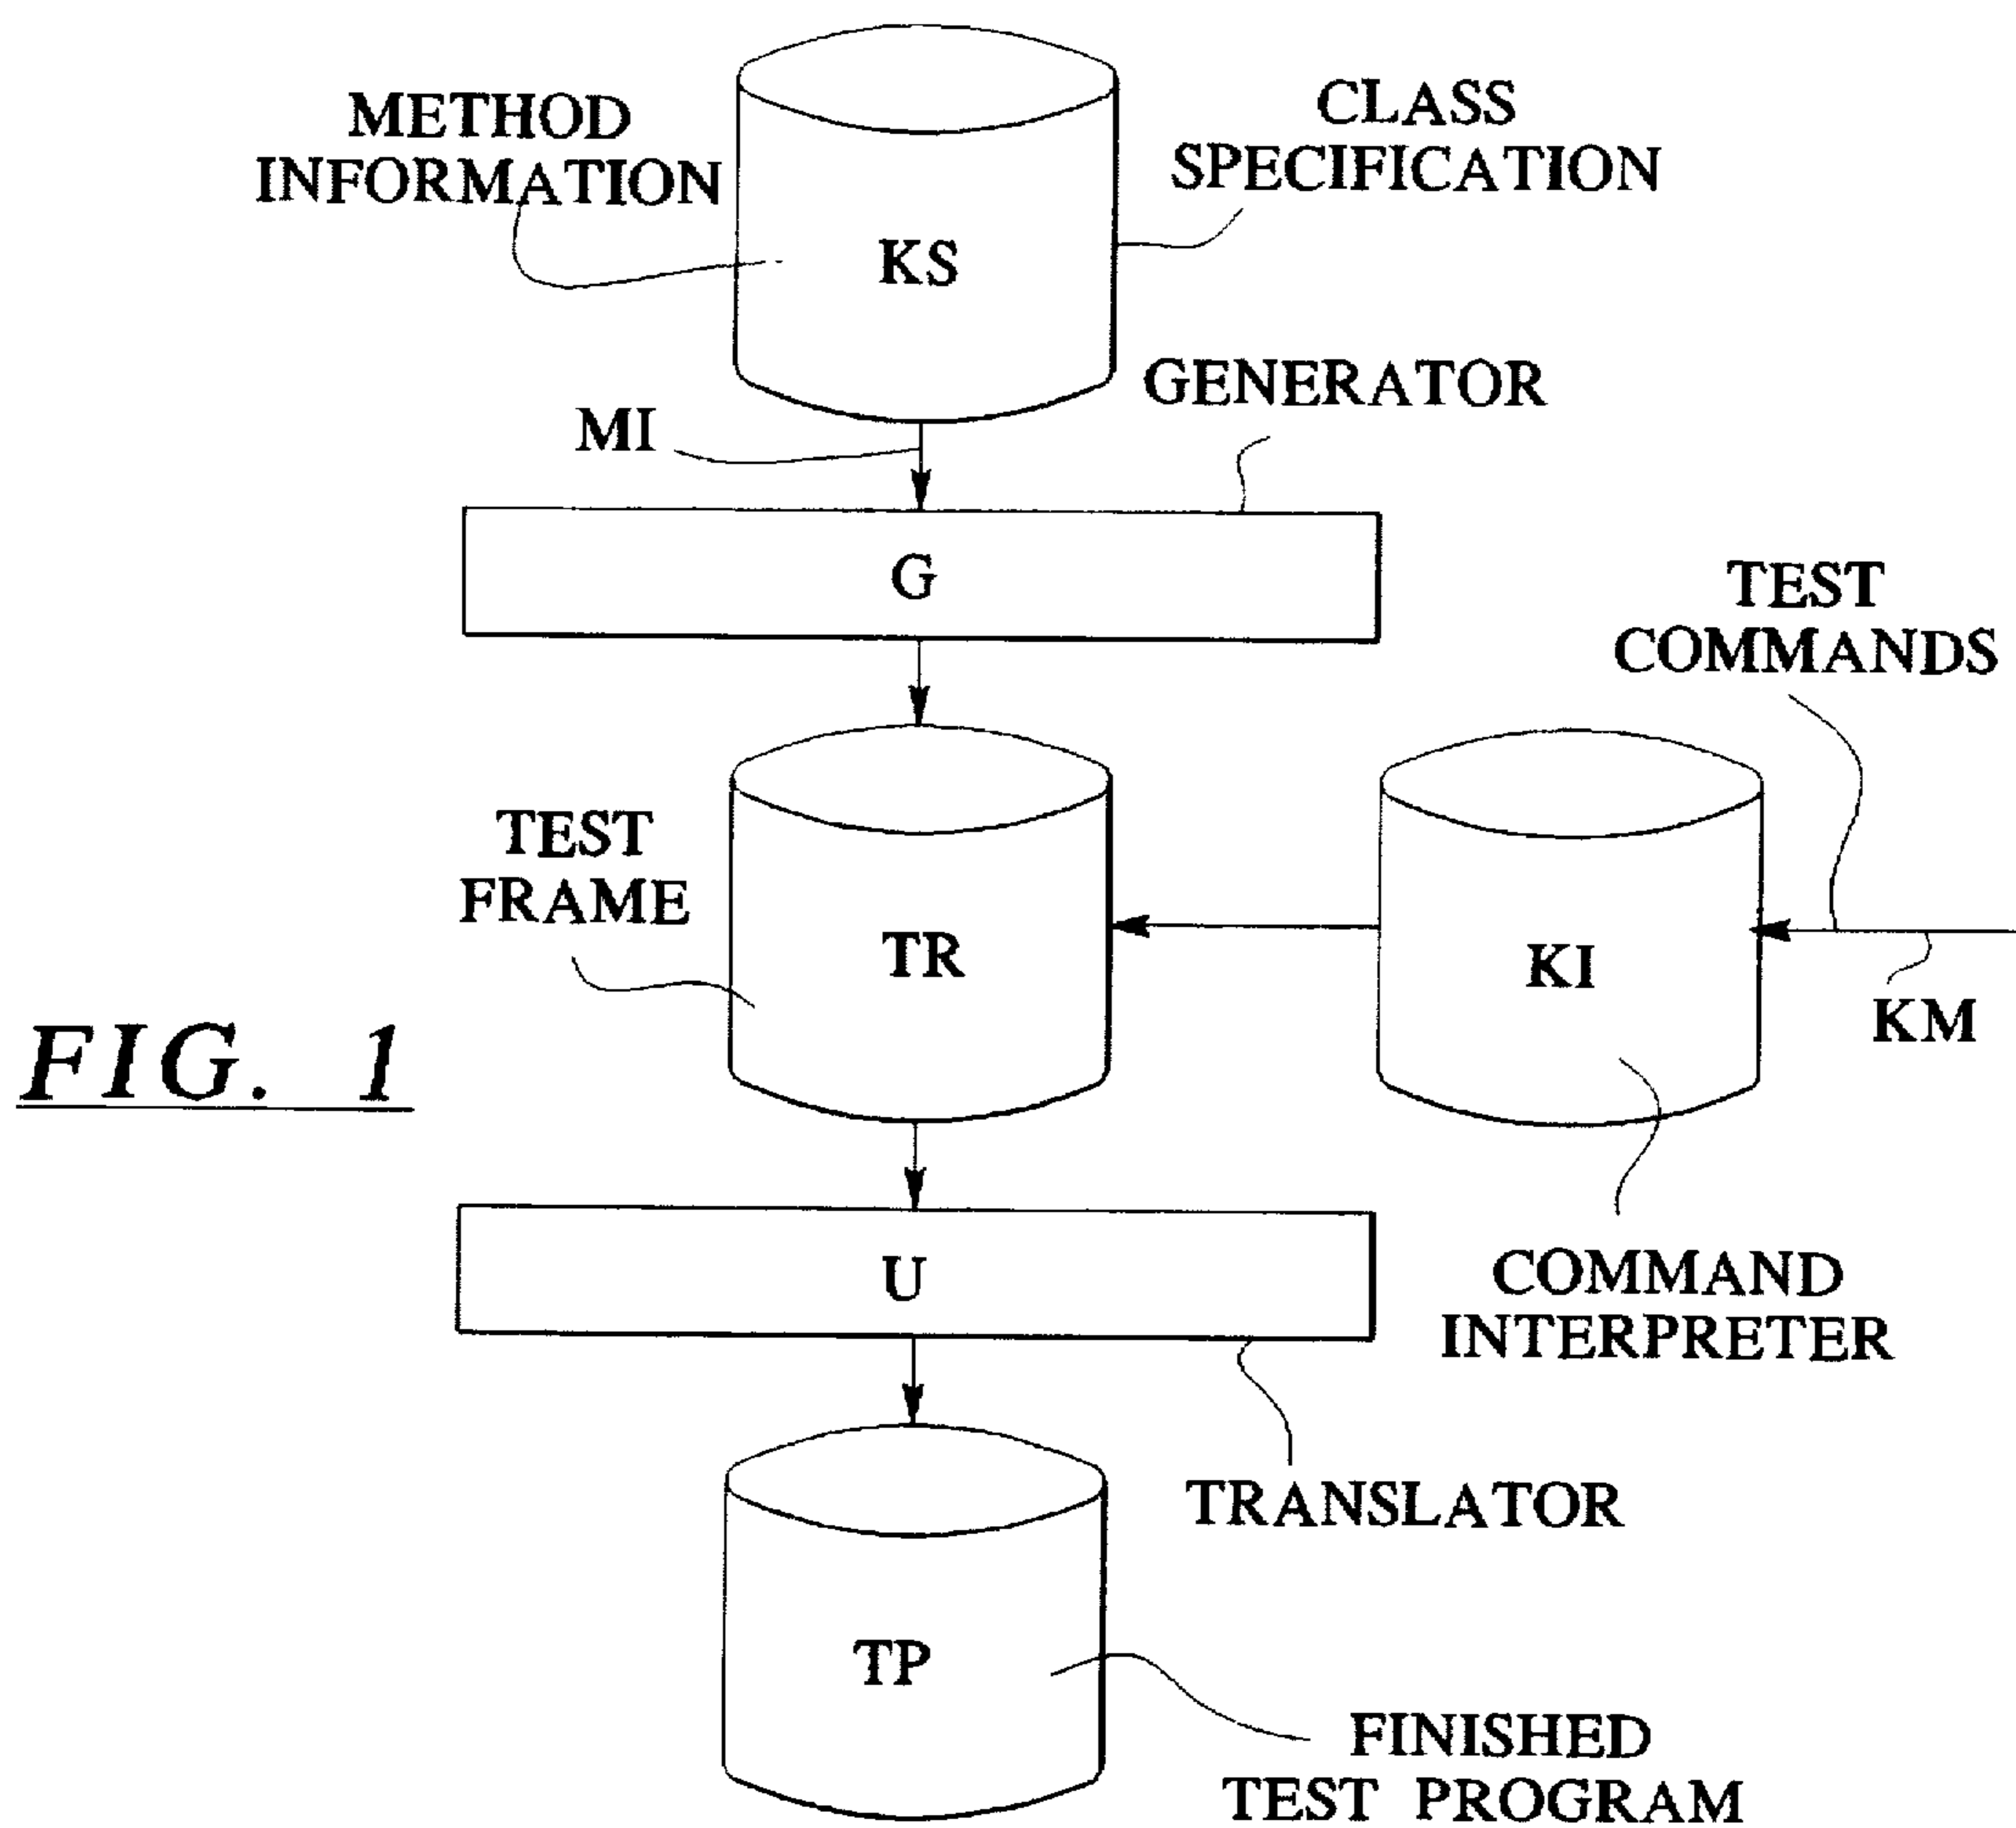 METHOD
INFORMATION
CLASS
SPECIFICATION
KS
MI
GENERATOR
G
TEST
COMMANDS
TEST
FRAME
TR
KI
KM
FIG. 1
U
COMMAND
INTERPRETER
TRANSLATOR
TP
FINISHED
TEST PROGRAM